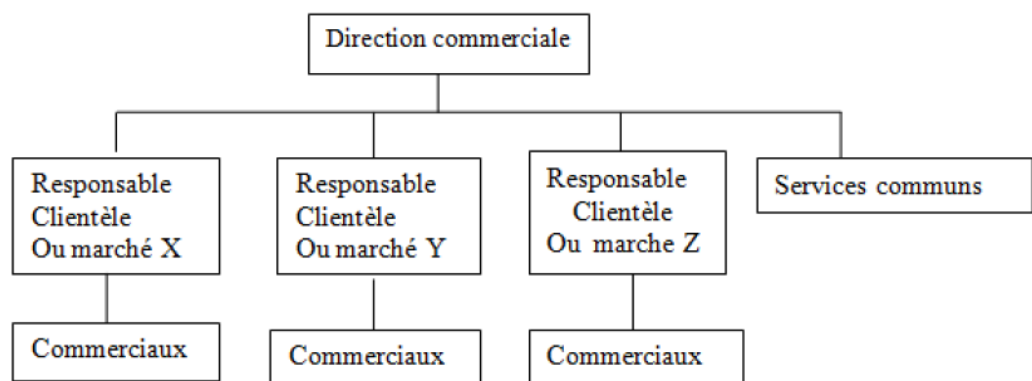 Direction commerciale
Responsable
Clientèle
Ou marché X
Responsable
Clientèle
Ou marché Y
Responsable
Clientèle
Ou marche Z
Services communs
Commerciaux
Commerciaux
Commerciaux